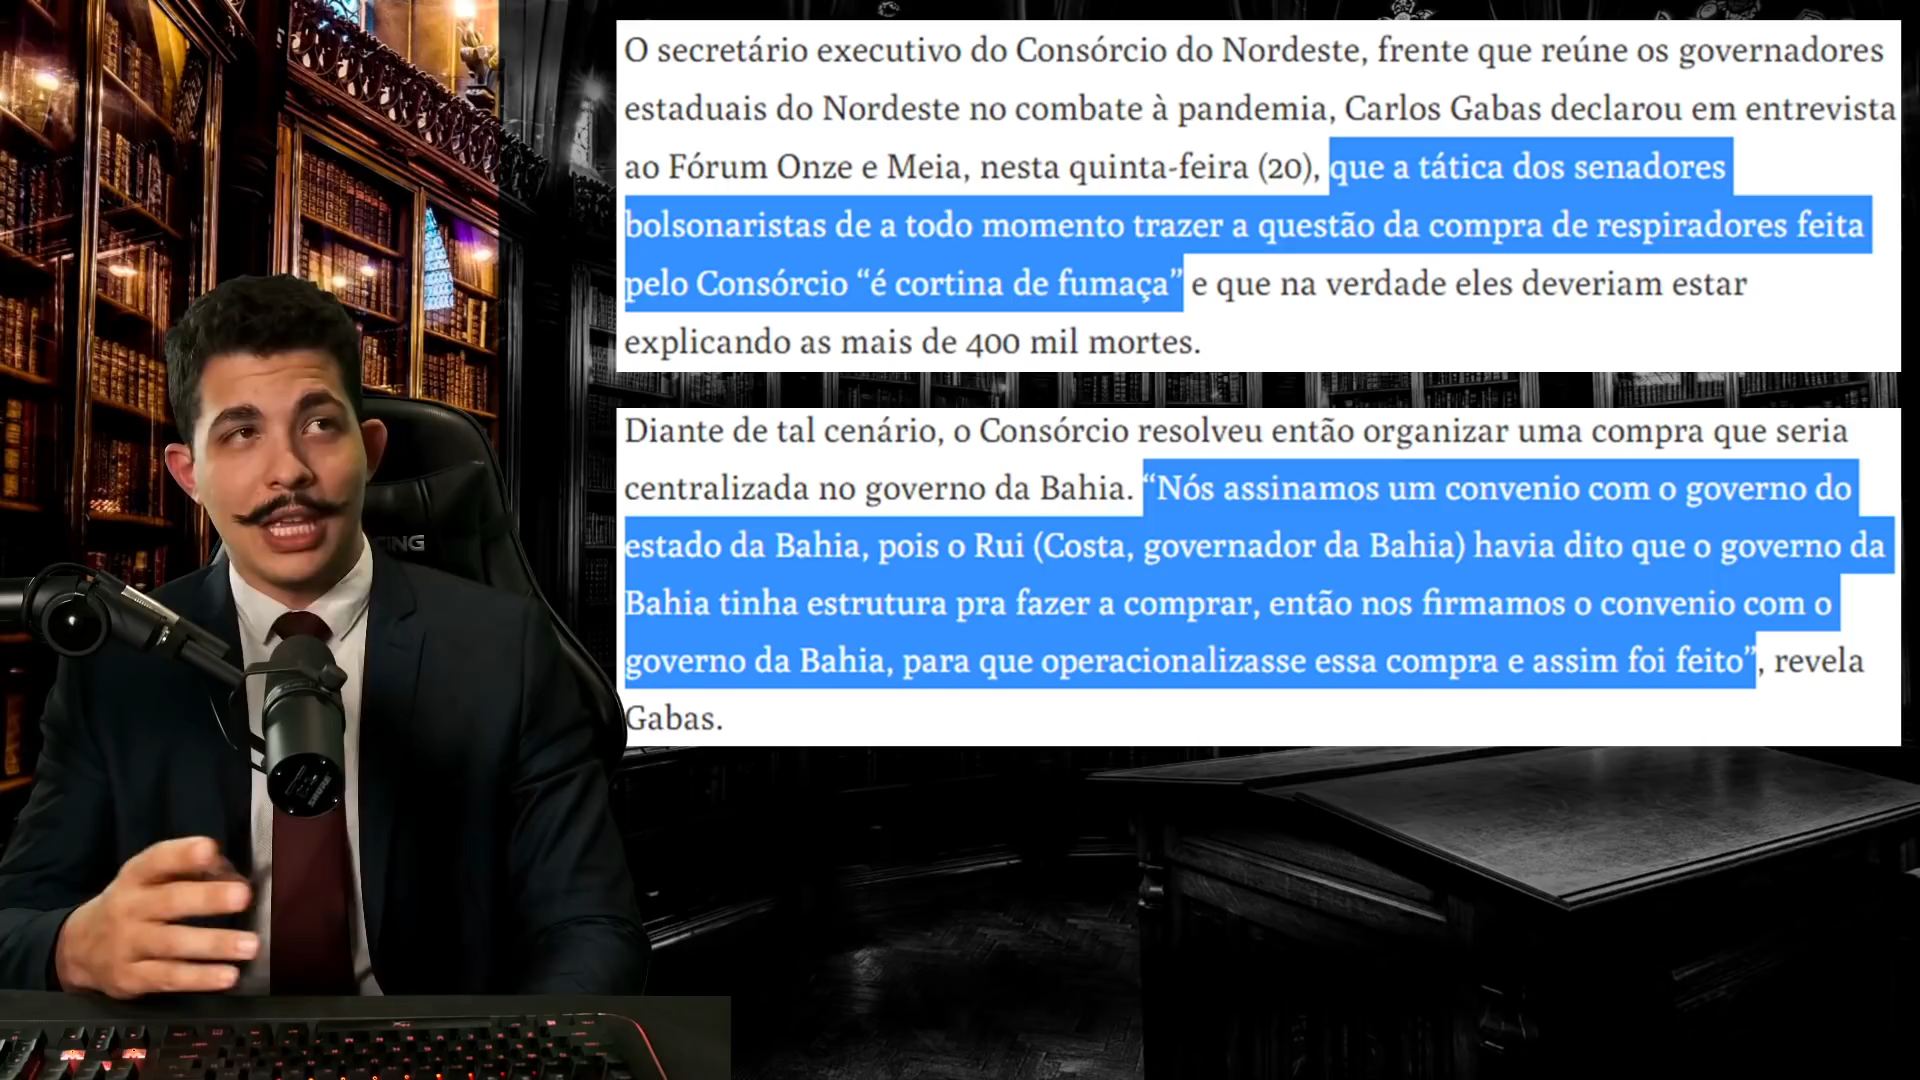 O secretário executivo do Consórcio do Nordeste, frente que reúne os governadores
estaduais do Nordeste no combate à pandemia, Carlos Gabas declarou em entrevista
ao Fórum Onze e Meia, nesta quinta-feira (20), que a tática dos senadores
bolsonaristas de a todo momento trazer a questão da compra de respiradores feita
pelo Consórcio “é cortina de fumaça” e que na verdade eles deveriam estar
explicando as mais de 400 mil mortes.
Diante de tal cenário, o Consórcio resolveu então organizar uma compra que seria
centralizada no governo da Bahia. “Nós assinamos um convenio com o governo do
estado da Bahia, pois o Rui (Costa, governador da Bahia) havia dito que o governo da
Bahia tinha estrutura pra fazer a comprar, então nos firmamos o convenio com o
governo da Bahia, para que operacionalizasse essa compra e assim foi feito”, revela
Gabas.
SHURE